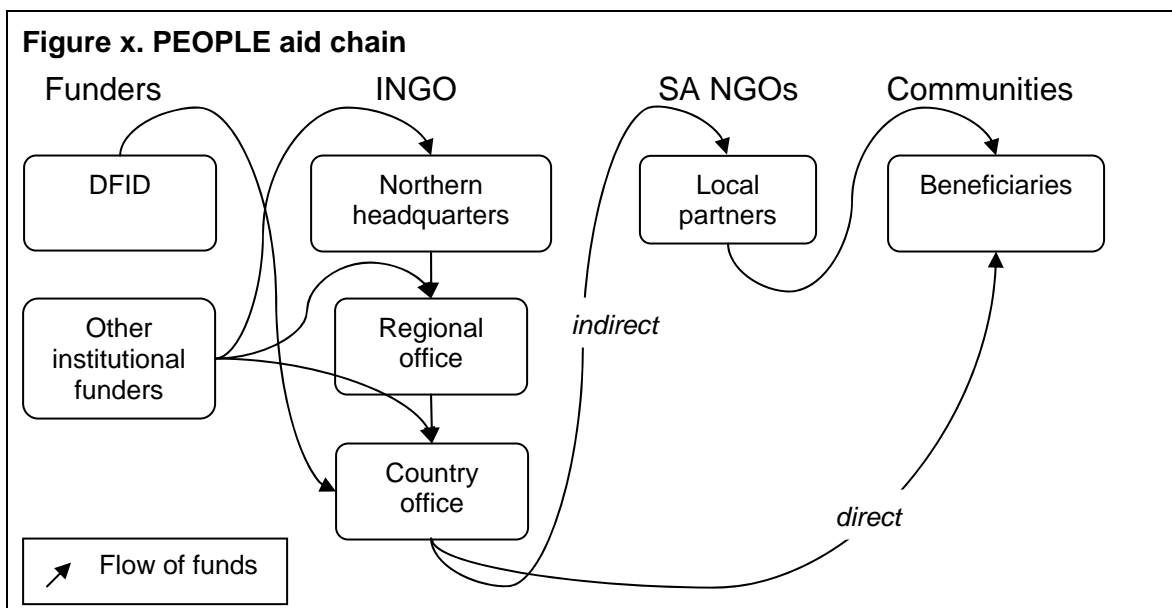 Figure x. PEOPLE aid chain
Funders
INGO
SA NGOs
Communities
DFID
Northern
headquarters
Local
partners
Beneficiaries
Other
institutional
funders
Regional
office
indirect
Country
office
direct
Flow of funds